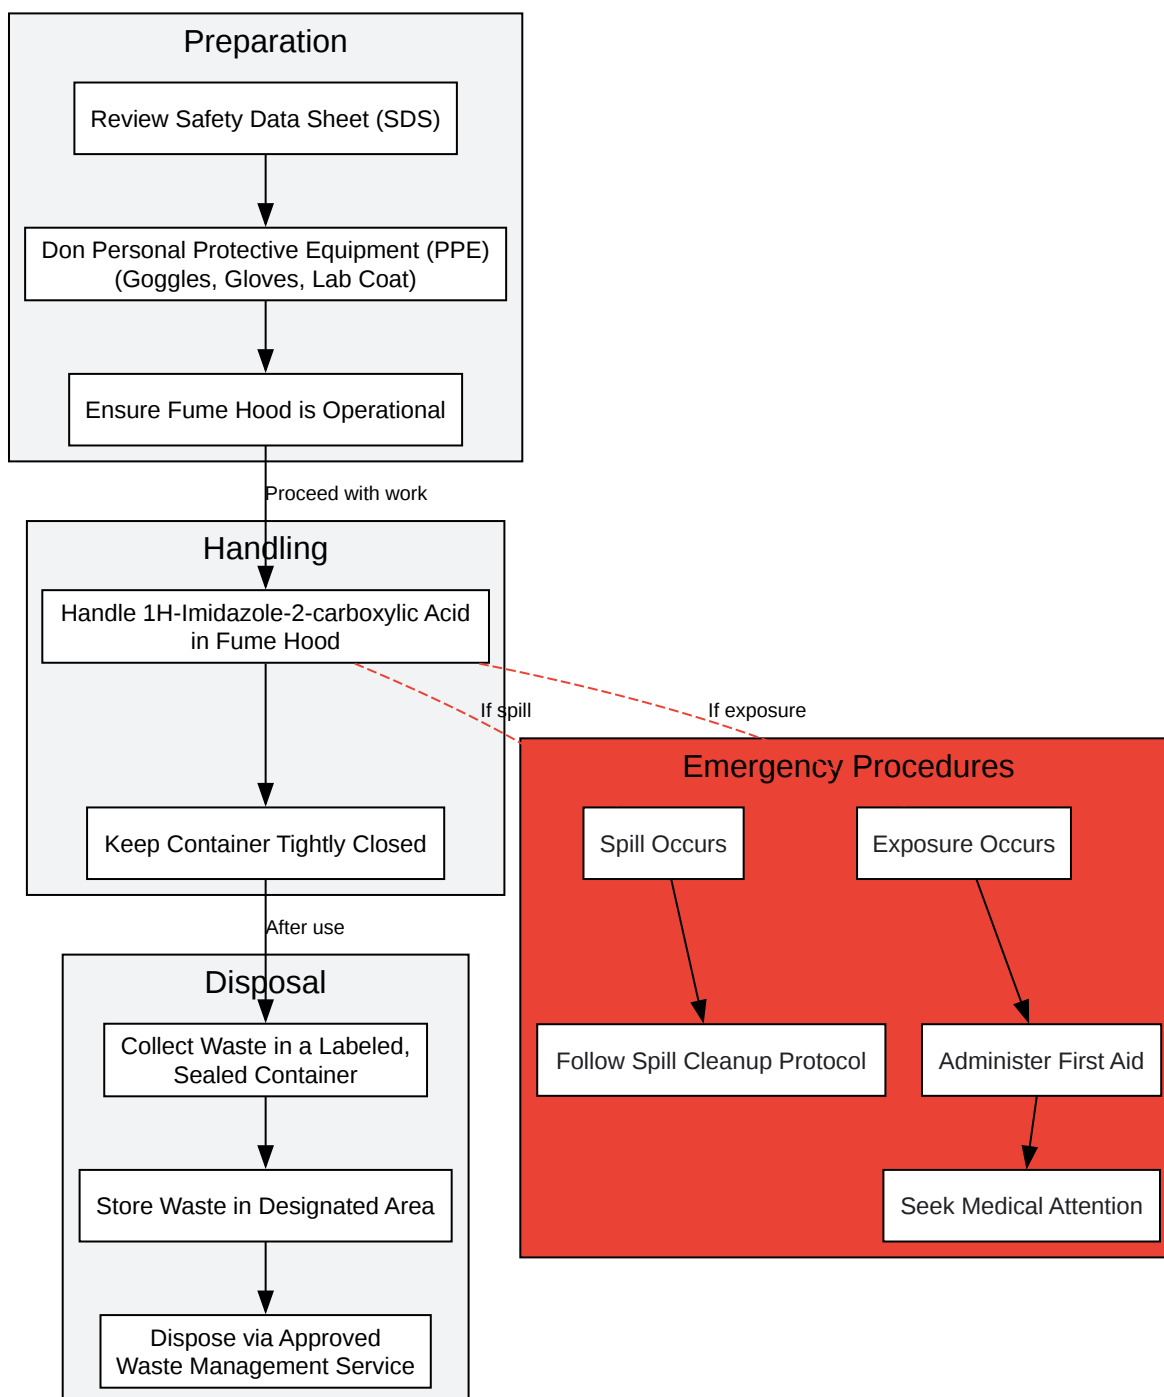 Preparation
Review Safety Data Sheet (SDS)
Don Personal Protective Equipment (PPE)
(Goggles, Gloves, Lab Coat)
Ensure Fume Hood is Operational
Proceed with work
Handling
Handle 1H-Imidazole-2-carboxylic Acid
in Fume Hood
If spill
If exposure
Keep Container Tightly Closed
After use
Emergency Procedures
Spill Occurs
Exposure Occurs
Follow Spill Cleanup Protocol
Administer First Aid
Seek Medical Attention
Disposal
Collect Waste in a Labeled,
Sealed Container
Store Waste in Designated Area
Dispose via Approved
Waste Management Service